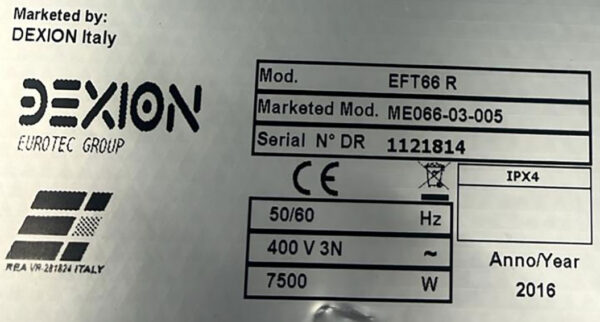 Marketed by:
DEXION Italy
DEXION
EUROTEC GROUP
REA VR-281824 ITALY
Mod. EFT66 R
Marketed Mod. ME066-03-005
Serial N° DR 1121814
CE
IPX4
50/60 Hz
400 V 3N ~
7500 W
Anno/Year
2016